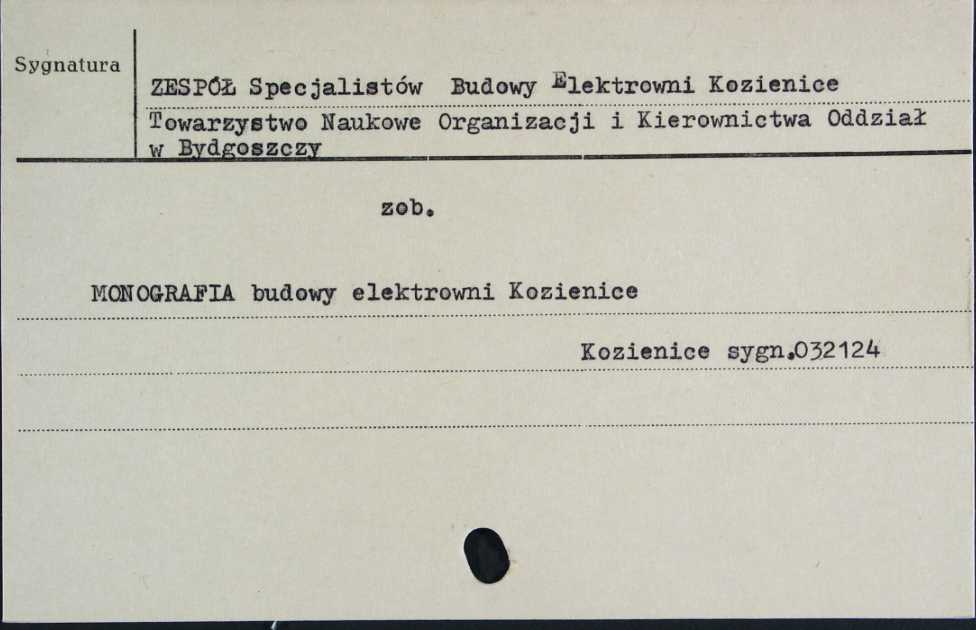 Sygnatura
ZESPÓŁ Specjalistów Budowy Elektrowni Kozienice
Towarzystwo Naukowe Organizacji i Kierownictwa Oddział
w Bydgoszczy
zob.
MONOGRAFIA budowy elektrowni Kozienice
Kozienice sygn.032124